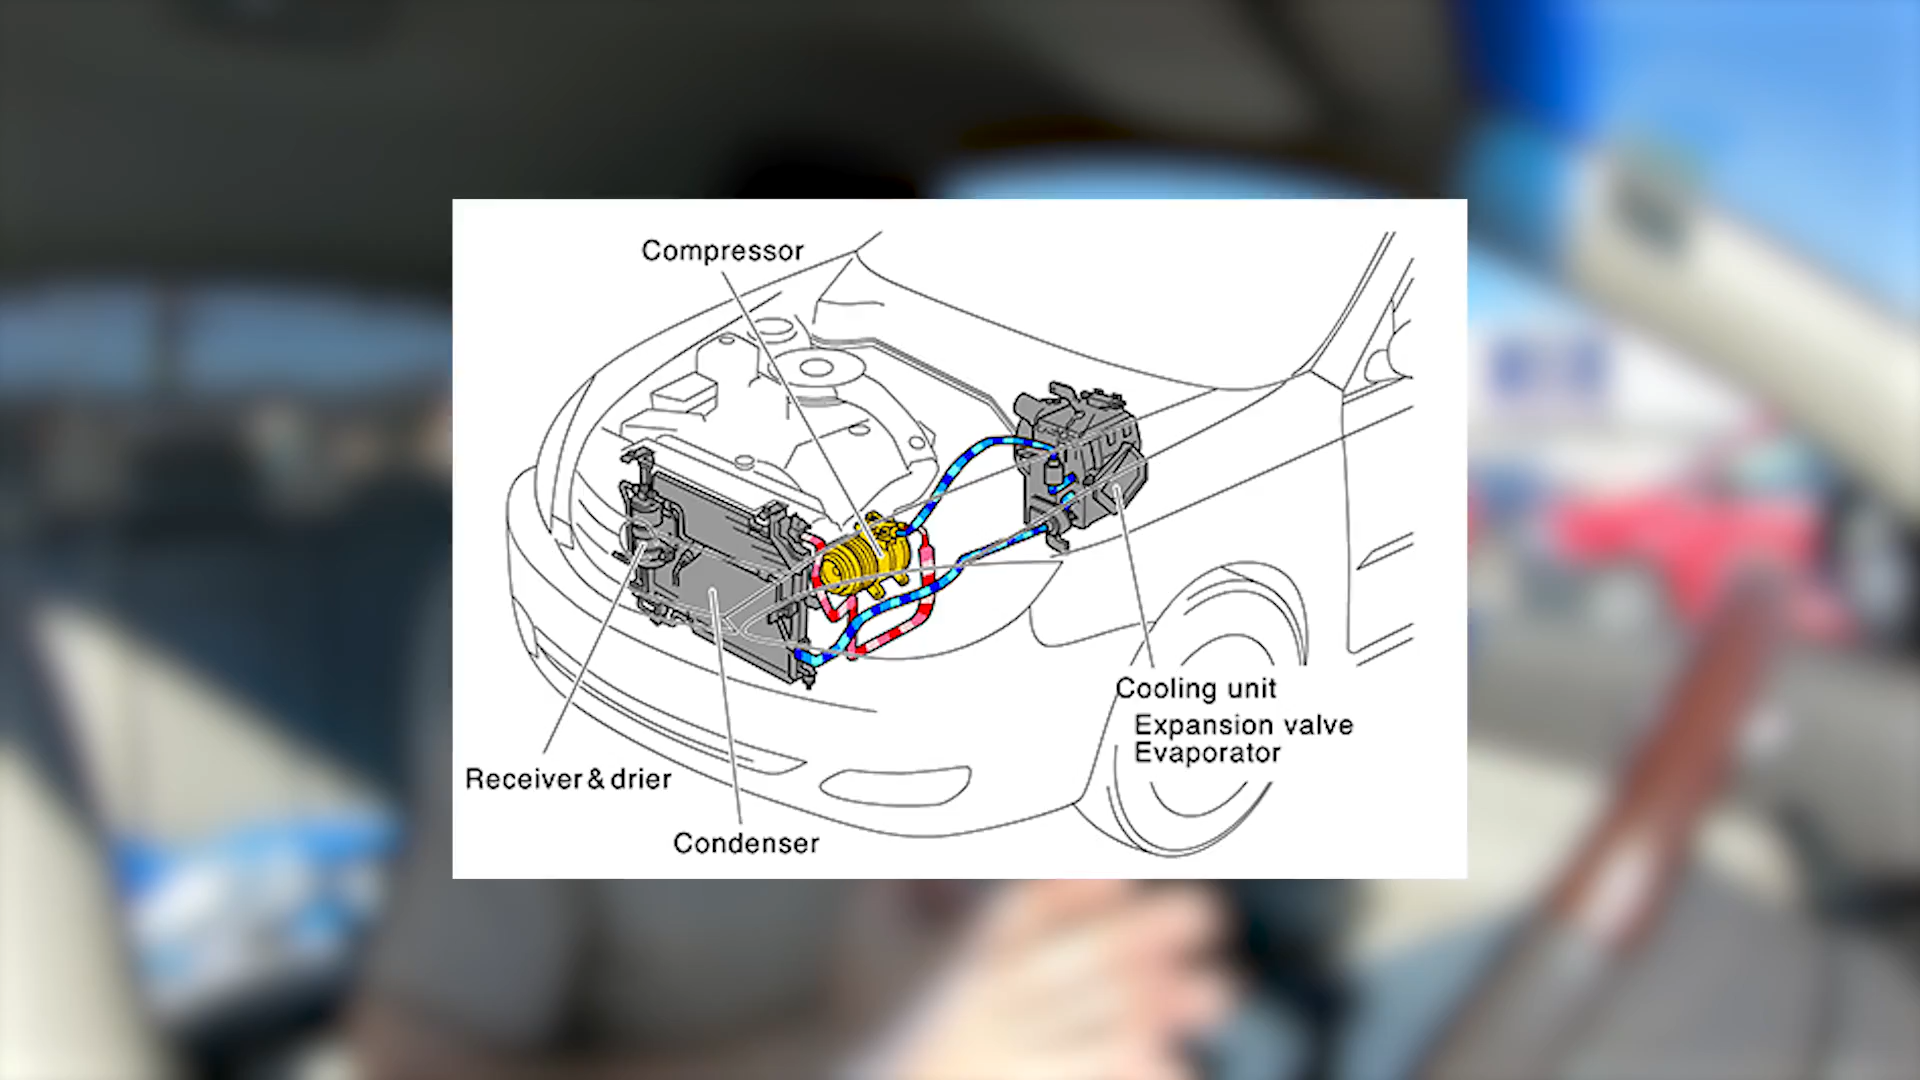 Compressor
Cooling unit
Expansion valve
Evaporator
Receiver & drier
Condenser